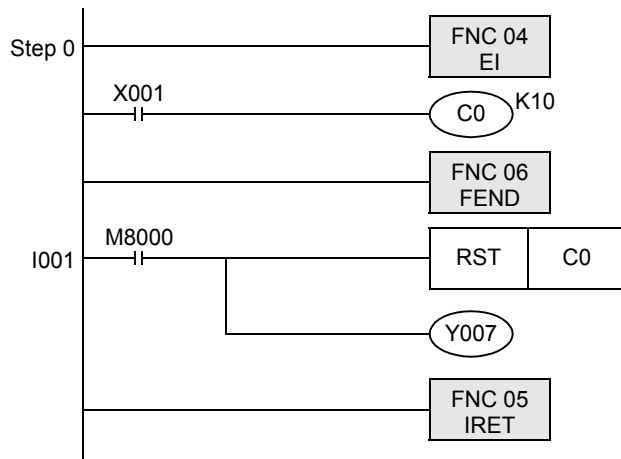 Step 0
FNC 04
EI
X001
C0
K10
FNC 06
FEND
I001
M8000
RST
C0
Y007
FNC 05
IRET